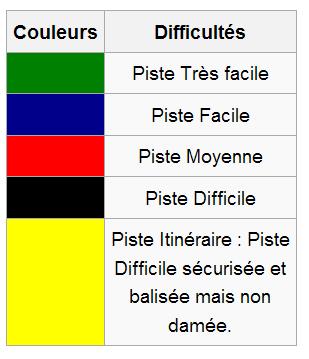 Couleurs Difficultés
Piste Très facile
Piste Facile
Piste Moyenne
Piste Difficile
Piste Itinéraire : Piste
Difficile sécurisée et
balisée mais non
damée.